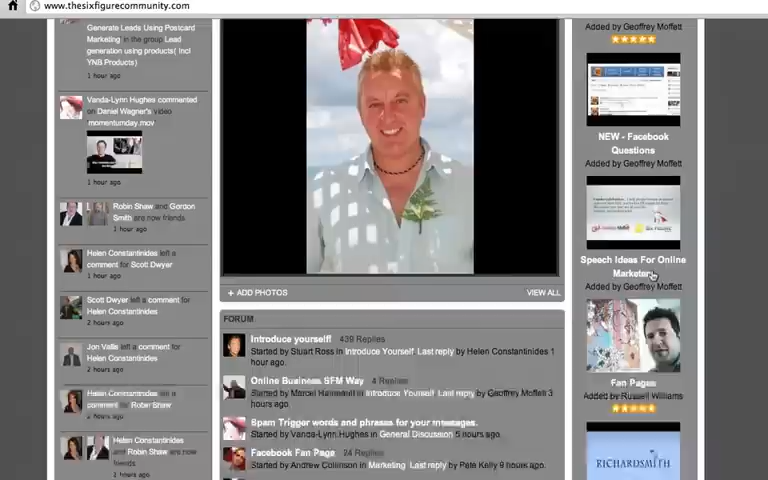 www.thesixfigurecommunity.com
Generate Leads Using Postcard
Marketing in the group Lead
generation using products( Incl
YNB Products)
1 hour ago
Vanda-Lynn Hughes commented
on Daniel Wagner's video
momentumday.mov
1 hour ago
Robin Shaw and Gordon
Smith are now friends
1 hour ago
Helen Constantinides left a
comment for Scott Dwyer
1 hour ago
Scott Dwyer left a comment for
Helen Constantinides
2 hours ago
Jon Valls left a comment for
Helen Constantinides
2 hours ago
Helen Constantinides left a
comment for Robin Shaw
2 hours ago
Helen Constantinides
and Robin Shaw are now
friends
2 hours ago
+ ADD PHOTOS
VIEW ALL
FORUM
Introduce yourself! 439 Replies
Started by Stuart Ross in Introduce Yourself. Last reply by Helen Constantinides 1
hour ago.
Online Business SFM Way 4 Replies
Started by Marcel in Introduce Yourself. Last reply by Geoffrey Moffett 3
hours ago.
Spam Trigger words and phrases for your messages.
Started by Vanda-Lynn Hughes in General Discussion 5 hours ago.
Facebook Fan Page 24 Replies
Started by Andrew Collinson in Marketing. Last reply by Pete Kelly 9 hours ago.
Added by Geoffrey Moffett
NEW - Facebook
Questions
Added by Geoffrey Moffett
Speech Ideas For Online
Marketers
Added by Geoffrey Moffett
Fan Pages
Added by Russell Williams
RICHARDSMITH